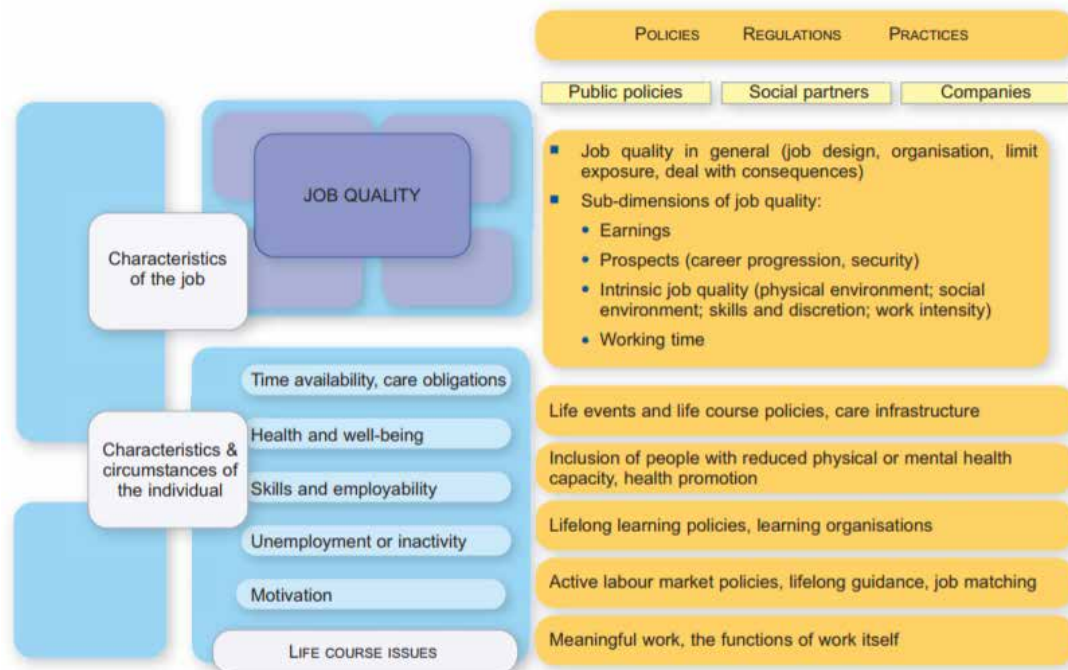 POLICIES REGULATIONS PRACTICES
Public policies Social partners Companies
JOB QUALITY
Characteristics
of the job
▪ Job quality in general (job design, organisation, limit
exposure, deal with consequences)
▪ Sub-dimensions of job quality:
• Earnings
• Prospects (career progression, security)
• Intrinsic job quality (physical environment; social
environment; skills and discretion; work intensity)
• Working time
Characteristics &
circumstances of
the individual
Time availability, care obligations
Life events and life course policies, care infrastructure
Health and well-being
Inclusion of people with reduced physical or mental health
capacity, health promotion
Skills and employability
Lifelong learning policies, learning organisations
Unemployment or inactivity
Active labour market policies, lifelong guidance, job matching
Motivation
Meaningful work, the functions of work itself
LIFE COURSE ISSUES